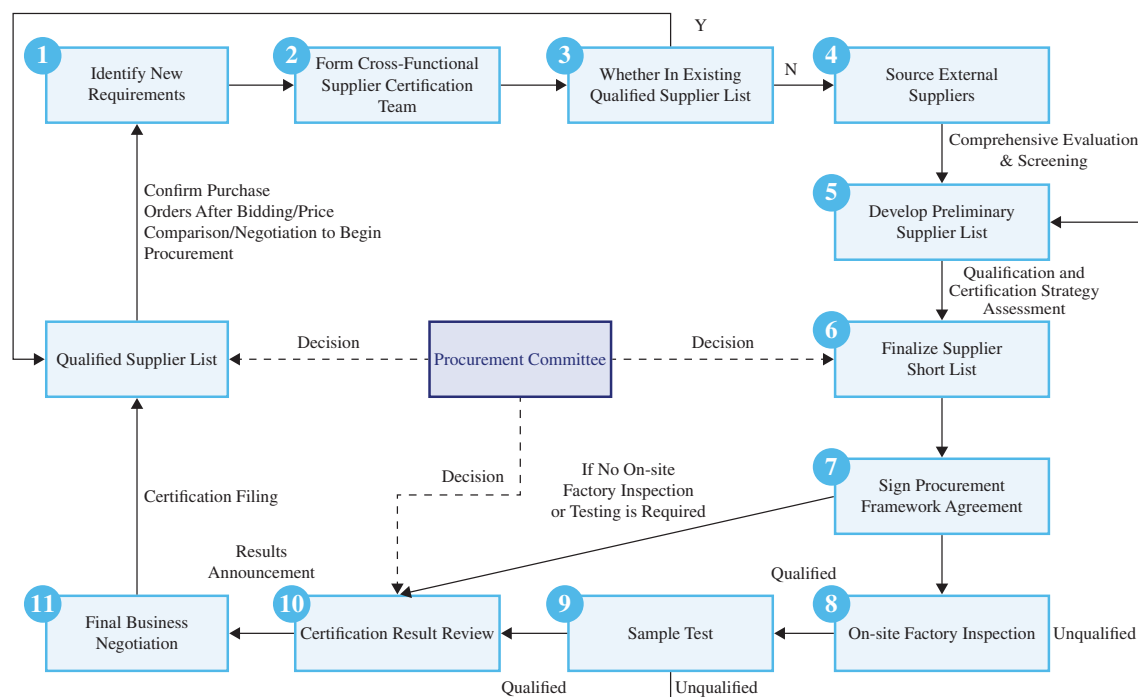 Y
1
Identify New
Requirements
2
Form Cross-Functional
Supplier Certification
Team
3
Whether In Existing
Qualified Supplier List
N
4
Source External
Suppliers
Comprehensive Evaluation
& Screening
5
Develop Preliminary
Supplier List
Qualification and
Certification Strategy
Assessment
Confirm Purchase
Orders After Bidding/Price
Comparison/Negotiation to Begin
Procurement
Qualified Supplier List
Decision
Procurement Committee
Decision
6
Finalize Supplier
Short List
7
Sign Procurement
Framework Agreement
If No On-site
Factory Inspection
or Testing is Required
Decision
Certification Filing
Results
Announcement
Qualified
11
Final Business
Negotiation
10
Certification Result Review
9
Sample Test
8
On-site Factory Inspection
Unqualified
Qualified
Unqualified